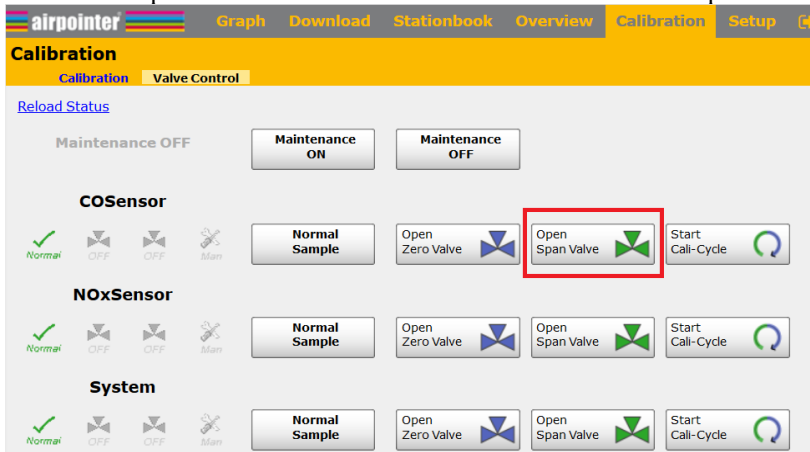 airpointer Graph Download Stationbook Overview Calibration Setup
Calibration
Calibration Valve Control
Reload Status
Maintenance OFF
Maintenance ON
Maintenance OFF
COSensor
Normal OFF OFF Man
Normal Sample
Open Zero Valve
Open Span Valve
Start Cali-Cycle
NOxSensor
Normal OFF OFF Man
Normal Sample
Open Zero Valve
Open Span Valve
Start Cali-Cycle
System
Normal OFF OFF Man
Normal Sample
Open Zero Valve
Open Span Valve
Start Cali-Cycle